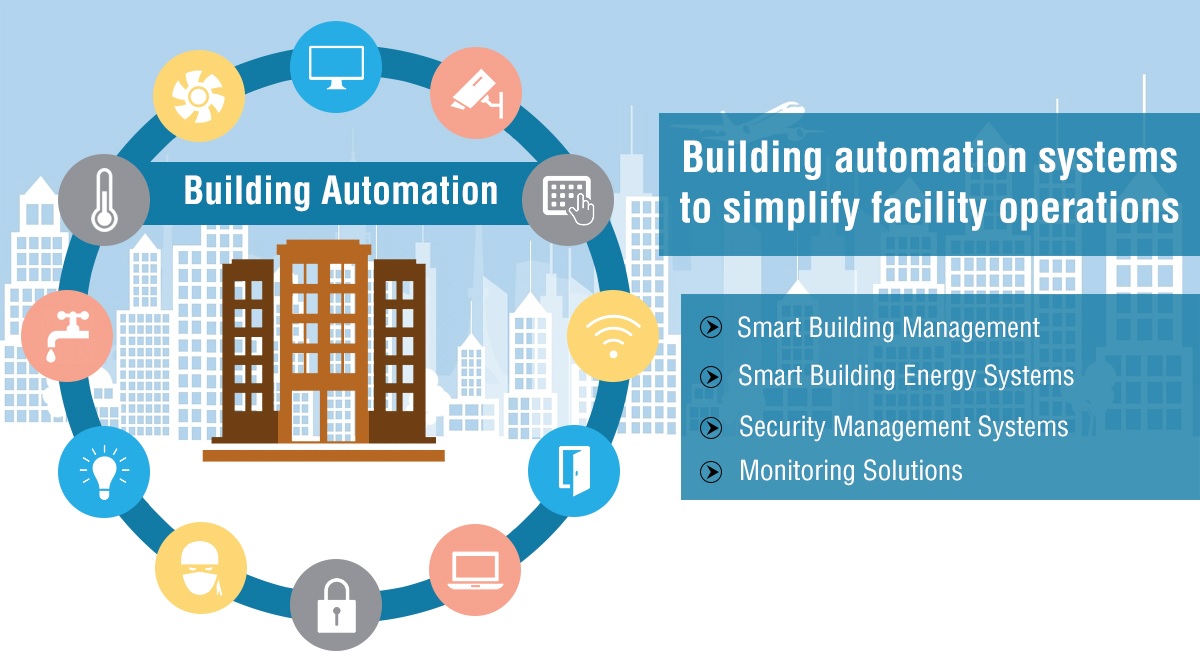 Building Automation
Building automation systems
to simplify facility operations
Smart Building Management
Smart Building Energy Systems
Security Management Systems
Monitoring Solutions